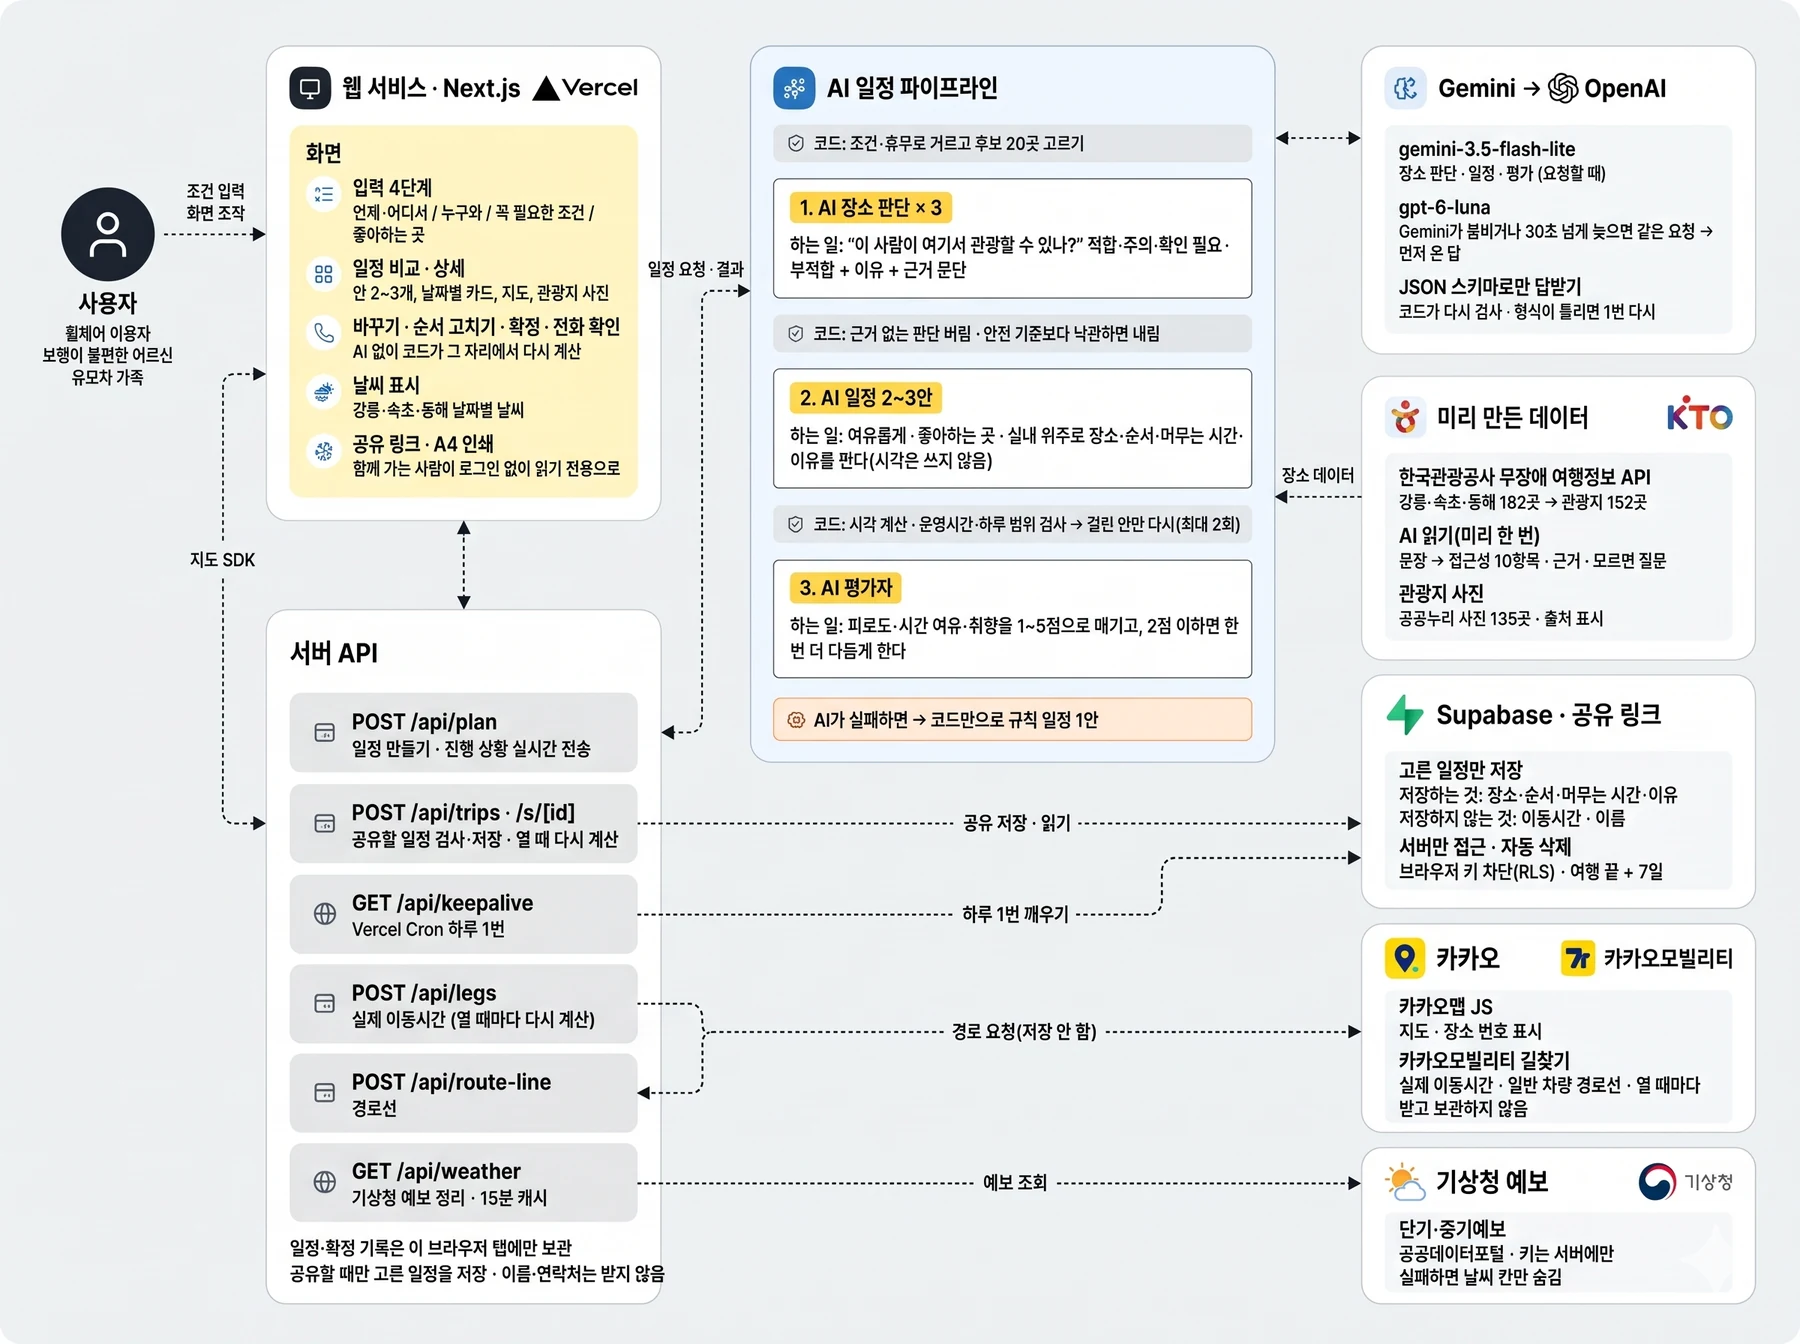 웹 서비스 · Next.js
Vercel
화면
입력 4단계
언제·어디서 / 누구와 / 꼭 필요한 조건 /
좋아하는 곳
일정 비교 · 상세
안 2~3개, 날짜별 카드, 지도, 관광지 사진
바꾸기 · 순서 고치기 · 확정 · 전화 확인
AI 없이 코드가 그 자리에서 다시 계산
날씨 표시
강릉·속초·동해 날짜별 날씨
공유 링크 · A4 인쇄
함께 가는 사람이 로그인 없이 읽기 전용으로
조건 입력
화면 조작
사용자
휠체어 이용자
보행이 불편한 어르신
유모차 가족
지도 SDK
일정 요청 · 결과
서버 API
POST /api/plan
일정 만들기 · 진행 상황 실시간 전송
POST /api/trips · /s/[id]
공유할 일정 검사·저장 · 열 때 다시 계산
GET /api/keepalive
Vercel Cron 하루 1번
POST /api/legs
실제 이동시간 (열 때마다 다시 계산)
POST /api/route-line
경로선
GET /api/weather
기상청 예보 정리 · 15분 캐시
일정·확정 기록은 이 브라우저 탭에만 보관
공유할 때만 고른 일정을 저장 · 이름·연락처는 받지 않음
AI 일정 파이프라인
코드: 조건·휴무로 거르고 후보 20곳 고르기
1. AI 장소 판단 × 3
하는 일: “이 사람이 여기서 관광할 수 있나?” 적합·주의·확인 필요·
부적합 + 이유 + 근거 문단
코드: 근거 없는 판단 버림 · 안전 기준보다 낙관하면 내림
2. AI 일정 2~3안
하는 일: 여유롭게 · 좋아하는 곳 · 실내 위주로 장소·순서·머무는 시간·
이유를 짠다(시각은 쓰지 않음)
코드: 시각 계산 · 운영시간·하루 범위 검사 → 걸린 안만 다시(최대 2회)
3. AI 평가자
하는 일: 피로도·시간 여유·취향을 1~5점으로 매기고, 2점 이하면 한
번 더 다듬게 한다
AI가 실패하면 → 코드만으로 규칙 일정 1안
공유 저장 · 읽기
하루 1번 깨우기
경로 요청(저장 안 함)
예보 조회
장소 데이터
Gemini → OpenAI
gemini-3.5-flash-lite
장소 판단 · 일정 · 평가 (요청할 때)
gpt-6-luna
Gemini가 붐비거나 30초 넘게 늦으면 같은 요청 →
먼저 온 답
JSON 스키마로만 답받기
코드가 다시 검사 · 형식이 틀리면 1번 다시
미리 만든 데이터
KTO
한국관광공사 무장애 여행정보 API
강릉·속초·동해 182곳 → 관광지 152곳
AI 읽기(미리 한 번)
문장 → 접근성 10항목 · 근거 · 모르면 질문
관광지 사진
공공누리 사진 135곳 · 출처 표시
Supabase · 공유 링크
고른 일정만 저장
저장하는 것: 장소·순서·머무는 시간·이유
저장하지 않는 것: 이동시간 · 이름
서버만 접근 · 자동 삭제
브라우저 키 차단(RLS) · 여행 끝 + 7일
카카오
카카오모빌리티
카카오맵 JS
지도 · 장소 번호 표시
카카오모빌리티 길찾기
실제 이동시간 · 일반 차량 경로선 · 열 때마다
받고 보관하지 않음
기상청 예보
기상청
단기·중기예보
공공데이터포털 · 키는 서버에만
실패하면 날씨 칸만 숨김